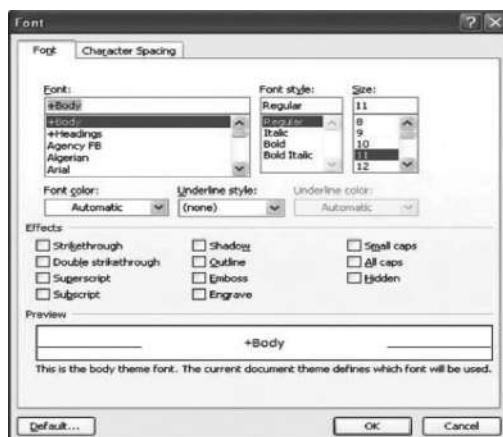 Font
Font Character Spacing
Font: Font style: Size:
+Body Regular 11
+Body Regular 8
+Headings Italic 9
Agency FB Bold 10
Algerian Bold Italic 11
Arial 12
Font color: Underline style: Underline color:
Automatic (none) Automatic
Effects
Strikethrough Shadow Small caps
Double strikethrough Outline All caps
Superscript Emboss Hidden
Subscript Engrave
Preview
+Body
This is the body theme font. The current document theme defines which font will be used.
Default... OK Cancel